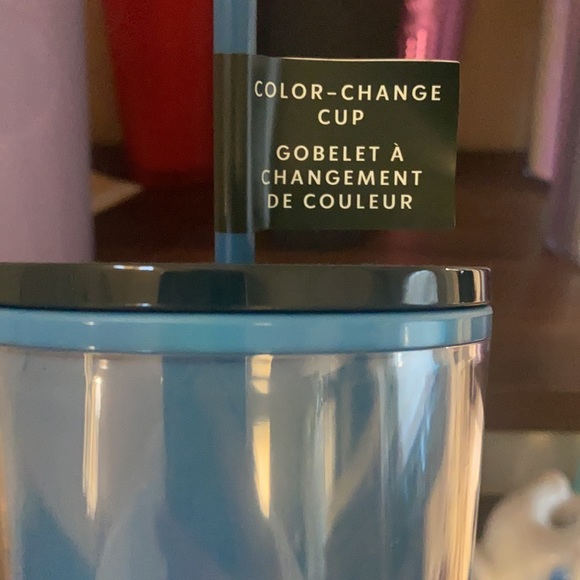 COLOR-CHANGE
CUP
GOBELET À
CHANGEMENT
DE COULEUR